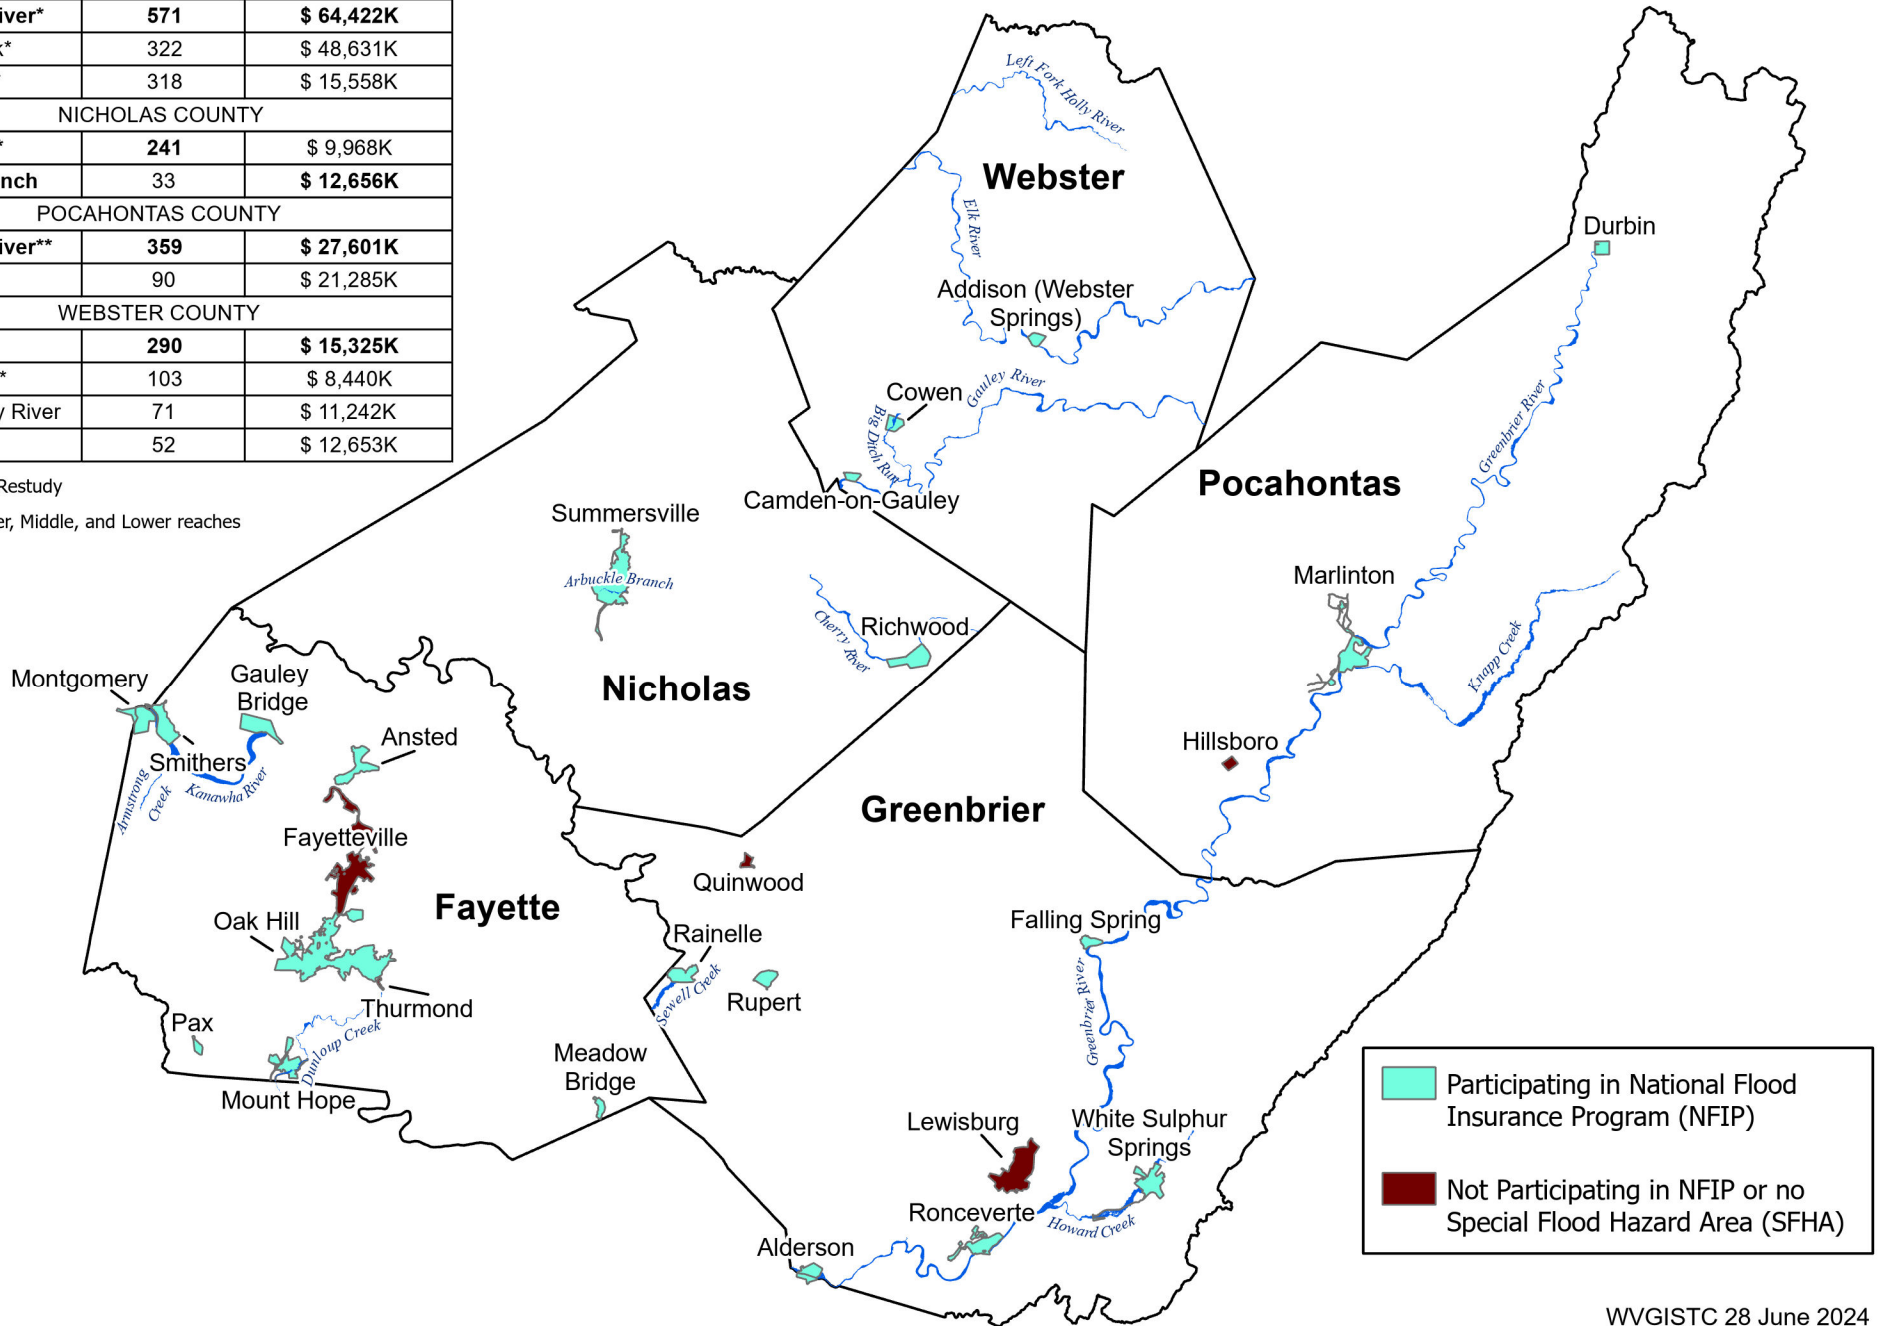 iver* 571 $ 64,422K
k* 322 $ 48,631K
318 $ 15,558K
NICHOLAS COUNTY
* 241 $ 9,968K
nch 33 $ 12,656K
POCAHONTAS COUNTY
iver** 359 $ 27,601K
90 $ 21,285K
WEBSTER COUNTY
290 $ 15,325K
* 103 $ 8,440K
y River 71 $ 11,242K
52 $ 12,653K
Restudy
er, Middle, and Lower reaches
Left Fork Holly River
Webster
Elk River
Addison (Webster
Springs)
Cowen
Gauley River
Big Ditch Run
Camden-on-Gauley
Durbin
Greenbrier River
Pocahontas
Marlinton
Knapp Creek
Hillsboro
Summersville
Arbuckle Branch
Cherry River
Richwood
Nicholas
Montgomery
Gauley
Bridge
Smithers
Armstrong
Creek
Kanawha River
Ansted
Fayetteville
Fayette
Oak Hill
Thurmond
Pax
Dunloup Creek
Mount Hope
Meadow
Bridge
Greenbrier
Quinwood
Rainelle
Sewell Creek
Rupert
Falling Spring
Greenbrier River
Lewisburg
White Sulphur
Springs
Ronceverte
Howard Creek
Alderson
Participating in National Flood
Insurance Program (NFIP)
Not Participating in NFIP or no
Special Flood Hazard Area (SFHA)
WVGISTC 28 June 2024